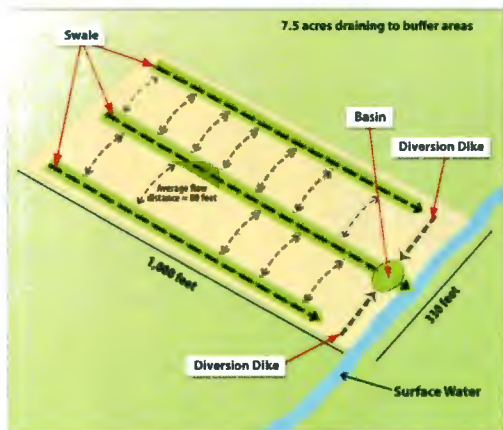 7.5 acres draining to buffer areas
Swale
Basin
Diversion Dike
Average flow
distance = 80 feet
1,000 feet
330 feet
Diversion Dike
Surface Water